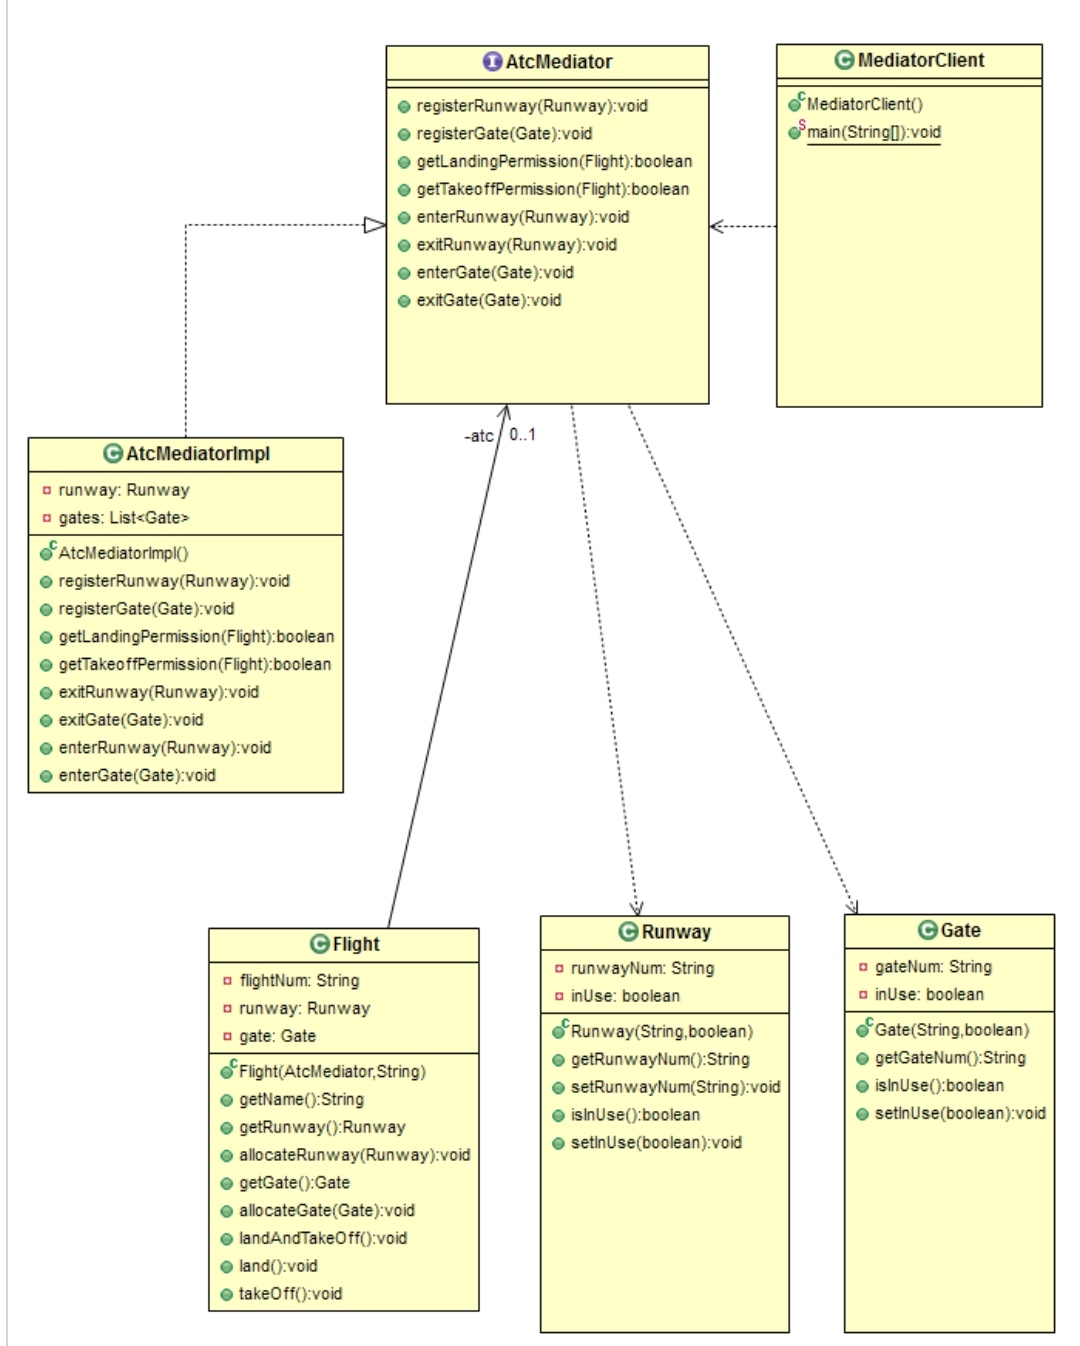 AtcMediator
registerRunway(Runway):void
registerGate(Gate):void
getLandingPermission(Flight):boolean
getTakeoffPermission(Flight):boolean
enterRunway(Runway):void
exitRunway(Runway):void
enterGate(Gate):void
exitGate(Gate):void
MediatorClient
MediatorClient()
main(String[]):void
-atc 0..1
AtcMediatorImpl
runway: Runway
gates: List<Gate>
AtcMediatorImpl()
registerRunway(Runway):void
registerGate(Gate):void
getLandingPermission(Flight):boolean
getTakeoffPermission(Flight):boolean
exitRunway(Runway):void
exitGate(Gate):void
enterRunway(Runway):void
enterGate(Gate):void
Flight
flightNum: String
runway: Runway
gate: Gate
Flight(AtcMediator,String)
getName():String
getRunway():Runway
allocateRunway(Runway):void
getGate():Gate
allocateGate(Gate):void
landAndTakeOff():void
land():void
takeOff():void
Runway
runwayNum: String
inUse: boolean
Runway(String,boolean)
getRunwayNum():String
setRunwayNum(String):void
isInUse():boolean
setInUse(boolean):void
Gate
gateNum: String
inUse: boolean
Gate(String,boolean)
getGateNum():String
isInUse():boolean
setInUse(boolean):void